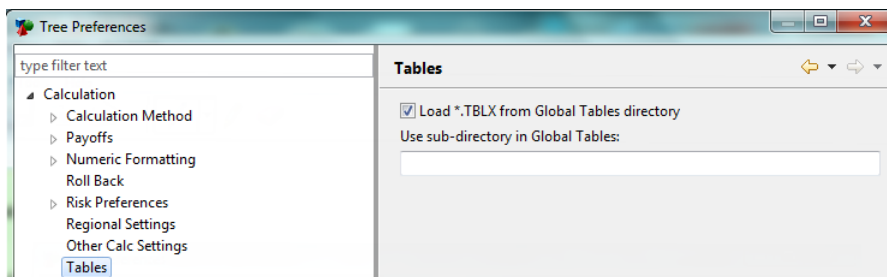 Tree Preferences
type filter text
Calculation
Calculation Method
Payoffs
Numeric Formatting
Roll Back
Risk Preferences
Regional Settings
Other Calc Settings
Tables
Tables
Load *.TBLX from Global Tables directory
Use sub-directory in Global Tables: